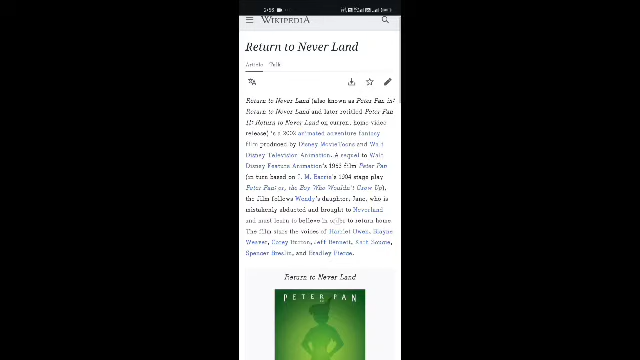 WIKIPEDIA
Return to Never Land
Article Talk
Return to Never Land (also known as Peter Pan in
Return to Never Land and later retitled Peter Pan
II: Return to Never Land on current home video
release) is a 2002 animated adventure fantasy
film produced by Disney MovieToons and Walt
Disney Television Animation. A sequel to Walt
Disney Feature Animation's 1953 film Peter Pan
(in turn based on J. M. Barrie's 1904 stage play
Peter Pan; or, the Boy Who Wouldn't Grow Up),
the film follows Wendy's daughter, Jane, who is
mistakenly abducted and brought to Neverland
and must learn to believe in order to return home.
The film stars the voices of Harriet Owen, Blayne
Weaver, Corey Burton, Jeff Bennett, Kath Soucie,
Spencer Breslin, and Bradley Pierce.
Return to Never Land
PETER PAN